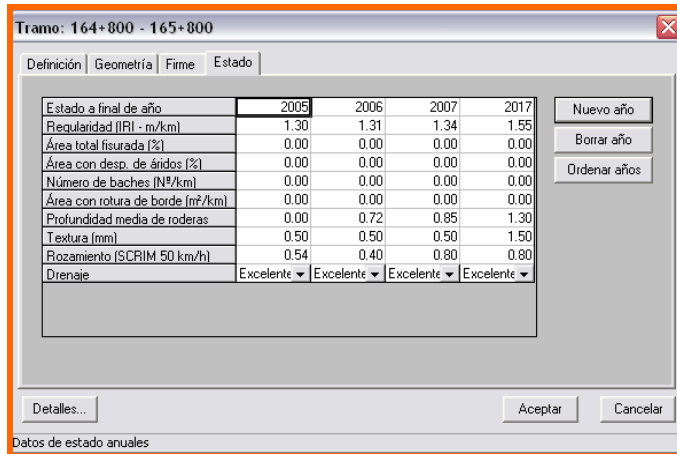 Tramo: 164+800 - 165+800
Definición Geometría Firme Estado
Estado a final de año 2005 2006 2007 2017
Regularidad (IRI - m/km) 1.30 1.31 1.34 1.55
Área total fisurada (%) 0.00 0.00 0.00 0.00
Área con desp. de áridos (%) 0.00 0.00 0.00 0.00
Número de baches (Nº/km) 0.00 0.00 0.00 0.00
Área con rotura de borde (m²/km) 0.00 0.00 0.00 0.00
Profundidad media de roderas 0.00 0.72 0.85 1.30
Textura (mm) 0.50 0.50 0.50 1.50
Rozamiento (SCRIM 50 km/h) 0.54 0.40 0.80 0.80
Drenaje Excelente Excelente Excelente Excelente
Nuevo año
Borrar año
Ordenar años
Detalles... Aceptar Cancelar
Datos de estado anuales